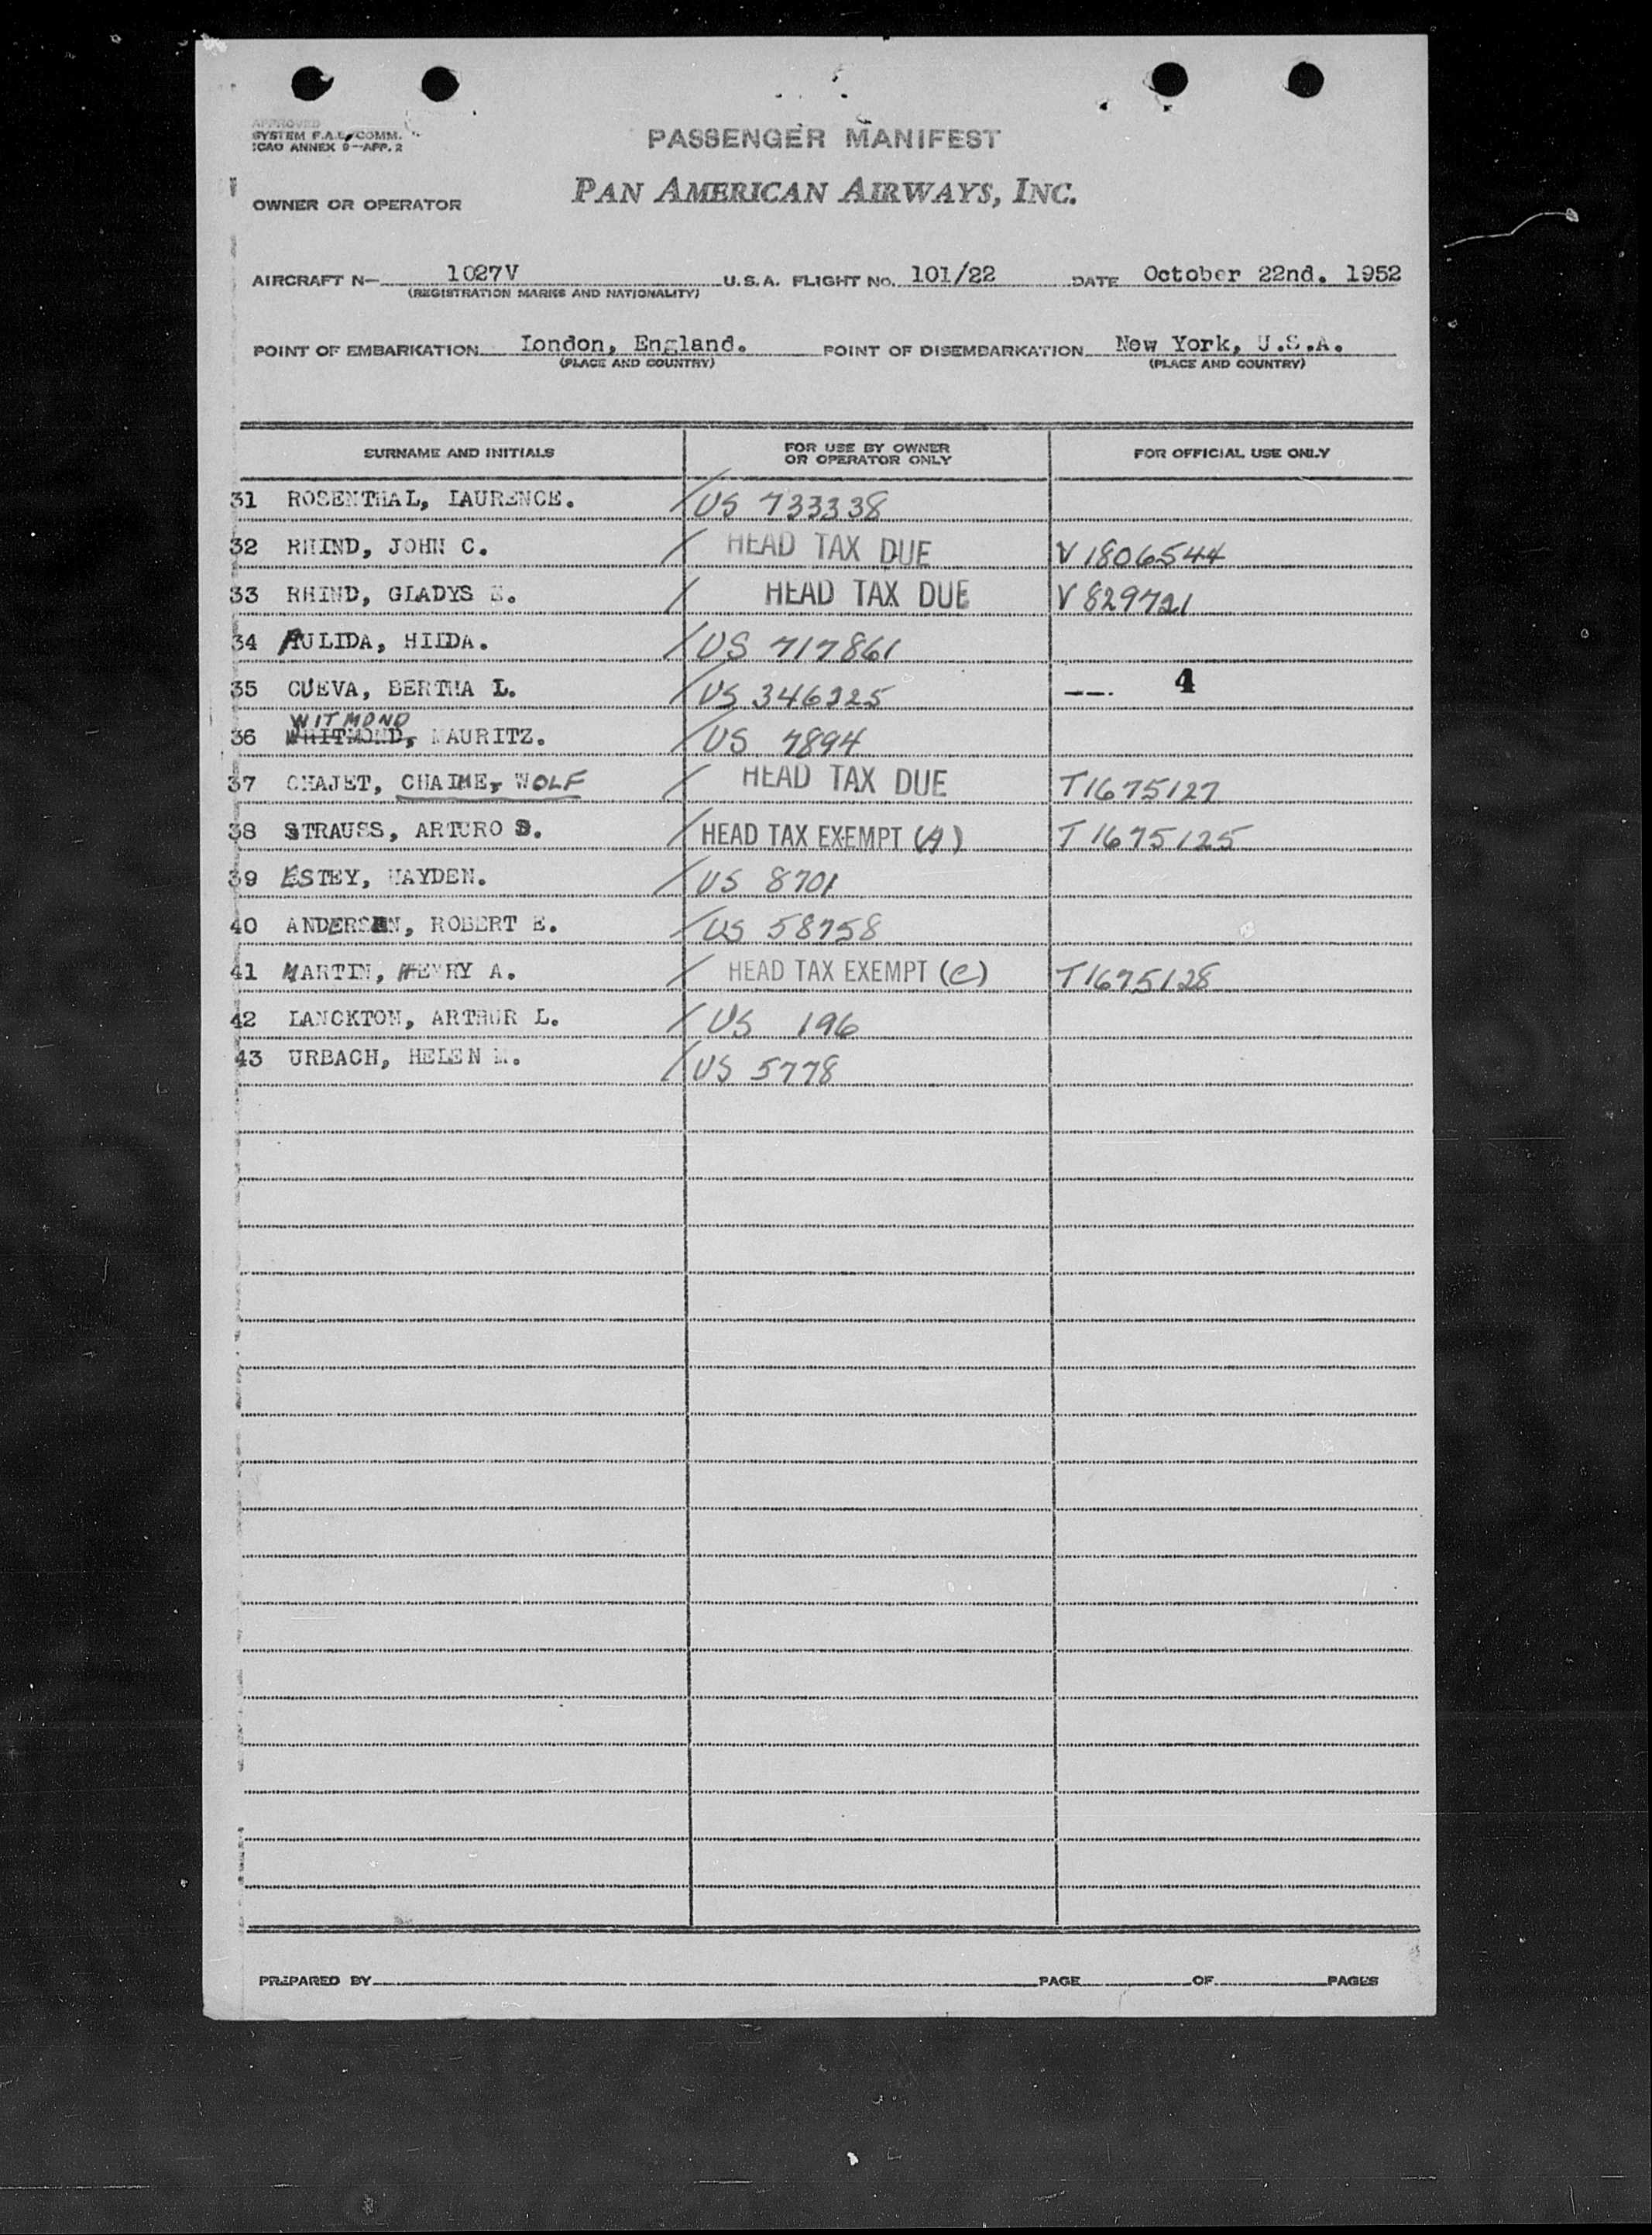 APPROVED
SYSTEM F.A.L. COMM.
ICAO ANNEX 9—APP. 2
PASSENGER MANIFEST
OWNER OR OPERATOR PAN AMERICAN AIRWAYS, INC.
AIRCRAFT N— 1027V U.S.A. FLIGHT NO. 101/22 DATE October 22nd. 1952
(REGISTRATION MARKS AND NATIONALITY)
POINT OF EMBARKATION London, England. POINT OF DISEMBARKATION New York, U.S.A.
(PLACE AND COUNTRY) (PLACE AND COUNTRY)
SURNAME AND INITIALS FOR USE BY OWNER OR OPERATOR ONLY FOR OFFICIAL USE ONLY
31 ROSENTHAL, LAURENCE. / US 733338
32 RHIND, JOHN C. / HEAD TAX DUE V 1806544
33 RHIND, GLADYS E. / HEAD TAX DUE V 829721
34 AULIDA, HILDA. / US 717861
35 CUEVA, BERTHA L. / US 346225 ---. 4
WITMOND
36 WHITMOND, MAURITZ. / US 7894
37 CHAJET, CHAIME, WOLF / HEAD TAX DUE T1675127
38 STRAUSS, ARTURO S. / HEAD TAX EXEMPT (A) T1675125
39 ESTEY, HAYDEN. / US 8701
40 ANDERSEN, ROBERT E. / US 58758
41 MARTIN, HENRY A. / HEAD TAX EXEMPT (C) T1675128
42 LANCKTON, ARTHUR L. / US 196
43 URBACH, HELEN M. / US 5778
PREPARED BY PAGE OF PAGES